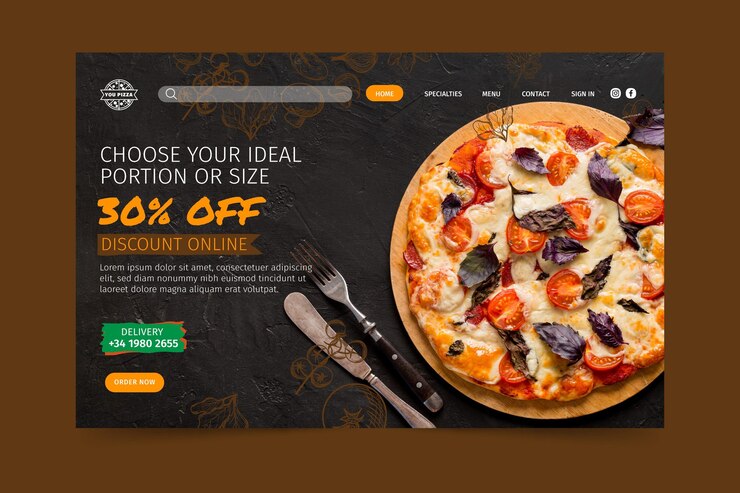 YOU PIZZA
HOME
SPECIALTIES
MENU
CONTACT
SIGN IN
CHOOSE YOUR IDEAL
PORTION OR SIZE
30% OFF
DISCOUNT ONLINE
Lorem ipsum dolor sit amet, consectetuer adipiscing
elit, sed diam nonummy nibh euismod tincidunt ut
laoreet dolore magna aliquam erat volutpat.
DELIVERY
+34 1980 2655
ORDER NOW